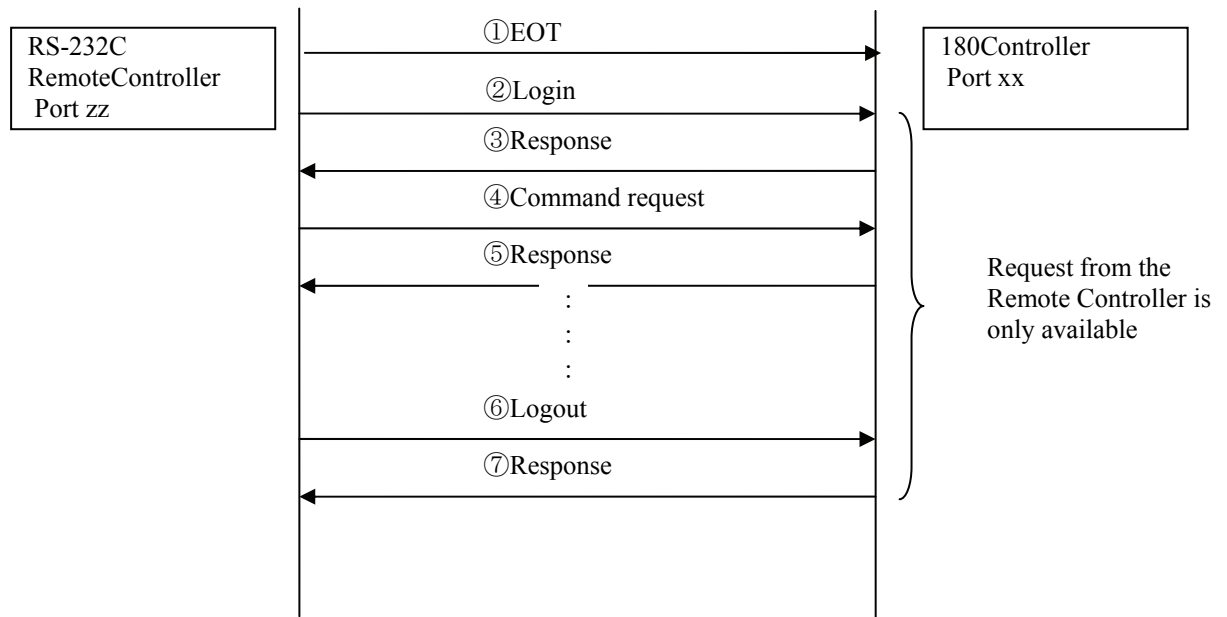 RS-232C
RemoteController
Port zz
①EOT
②Login
③Response
④Command request
⑤Response
:
:
:
⑥Logout
⑦Response
180Controller
Port xx
Request from the
Remote Controller is
only available